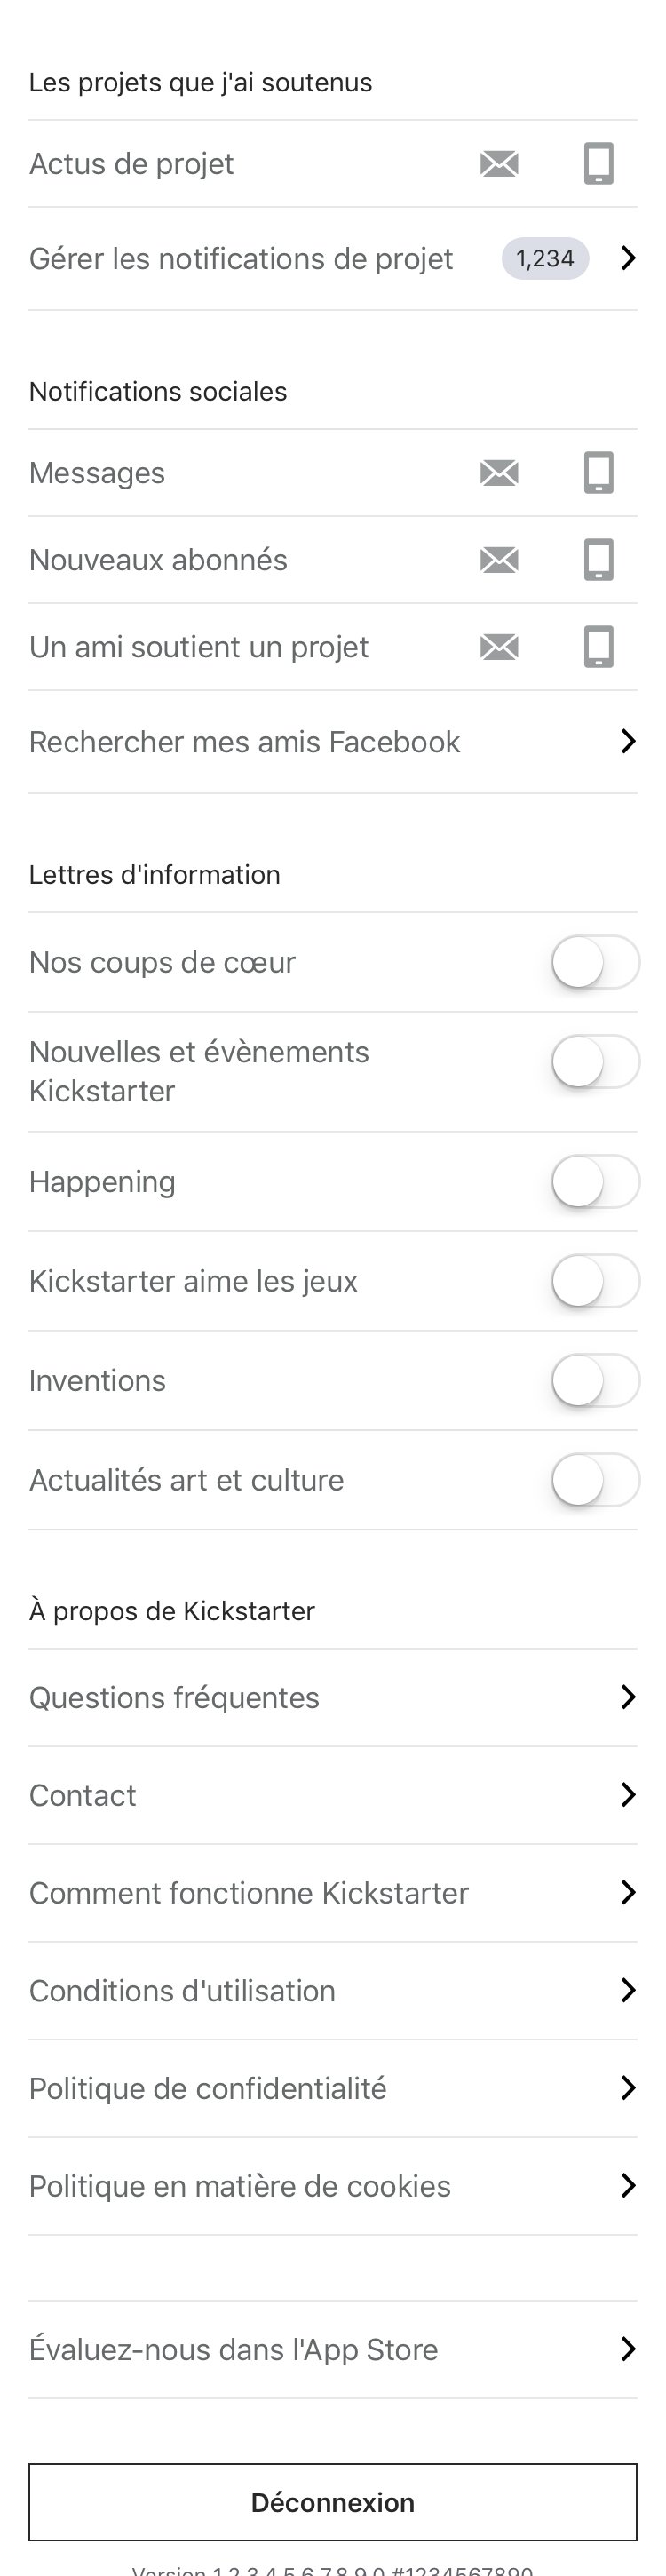 Les projets que j'ai soutenus
Actus de projet
Gérer les notifications de projet 1,234
Notifications sociales
Messages
Nouveaux abonnés
Un ami soutient un projet
Rechercher mes amis Facebook
Lettres d'information
Nos coups de cœur
Nouvelles et évènements
Kickstarter
Happening
Kickstarter aime les jeux
Inventions
Actualités art et culture
À propos de Kickstarter
Questions fréquentes
Contact
Comment fonctionne Kickstarter
Conditions d'utilisation
Politique de confidentialité
Politique en matière de cookies
Évaluez-nous dans l'App Store
Déconnexion
Version 1.2.3.4.5.6.7.8.9.0 #1234567890